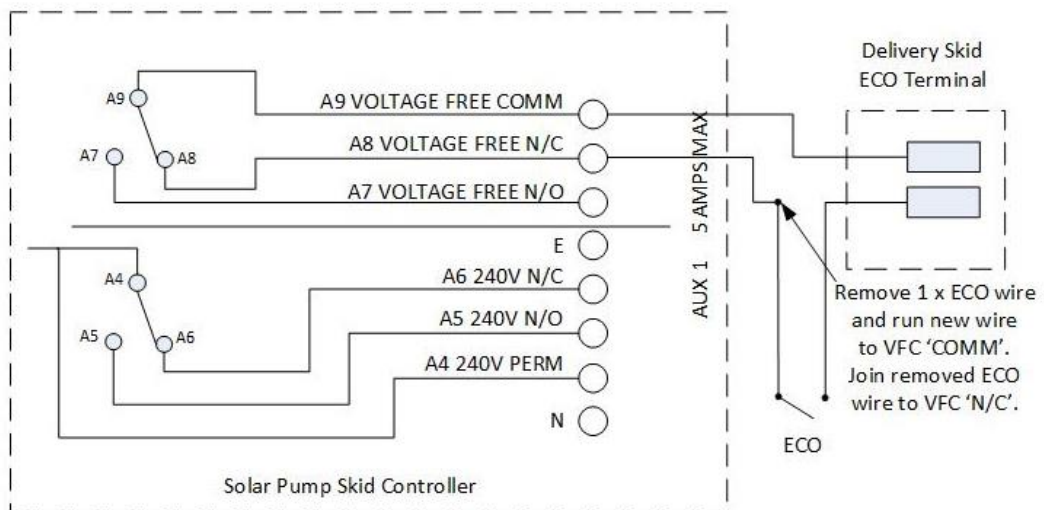 A9
A9 VOLTAGE FREE COMM
A7
A8
A8 VOLTAGE FREE N/C
A7 VOLTAGE FREE N/O
E
A4
A6 240V N/C
A5
A6
A5 240V N/O
A4 240V PERM
N
AUX 1 5 AMPS MAX
Solar Pump Skid Controller
Delivery Skid
ECO Terminal
Remove 1 x ECO wire
and run new wire
to VFC ‘COMM’.
Join removed ECO
wire to VFC ‘N/C’.
ECO